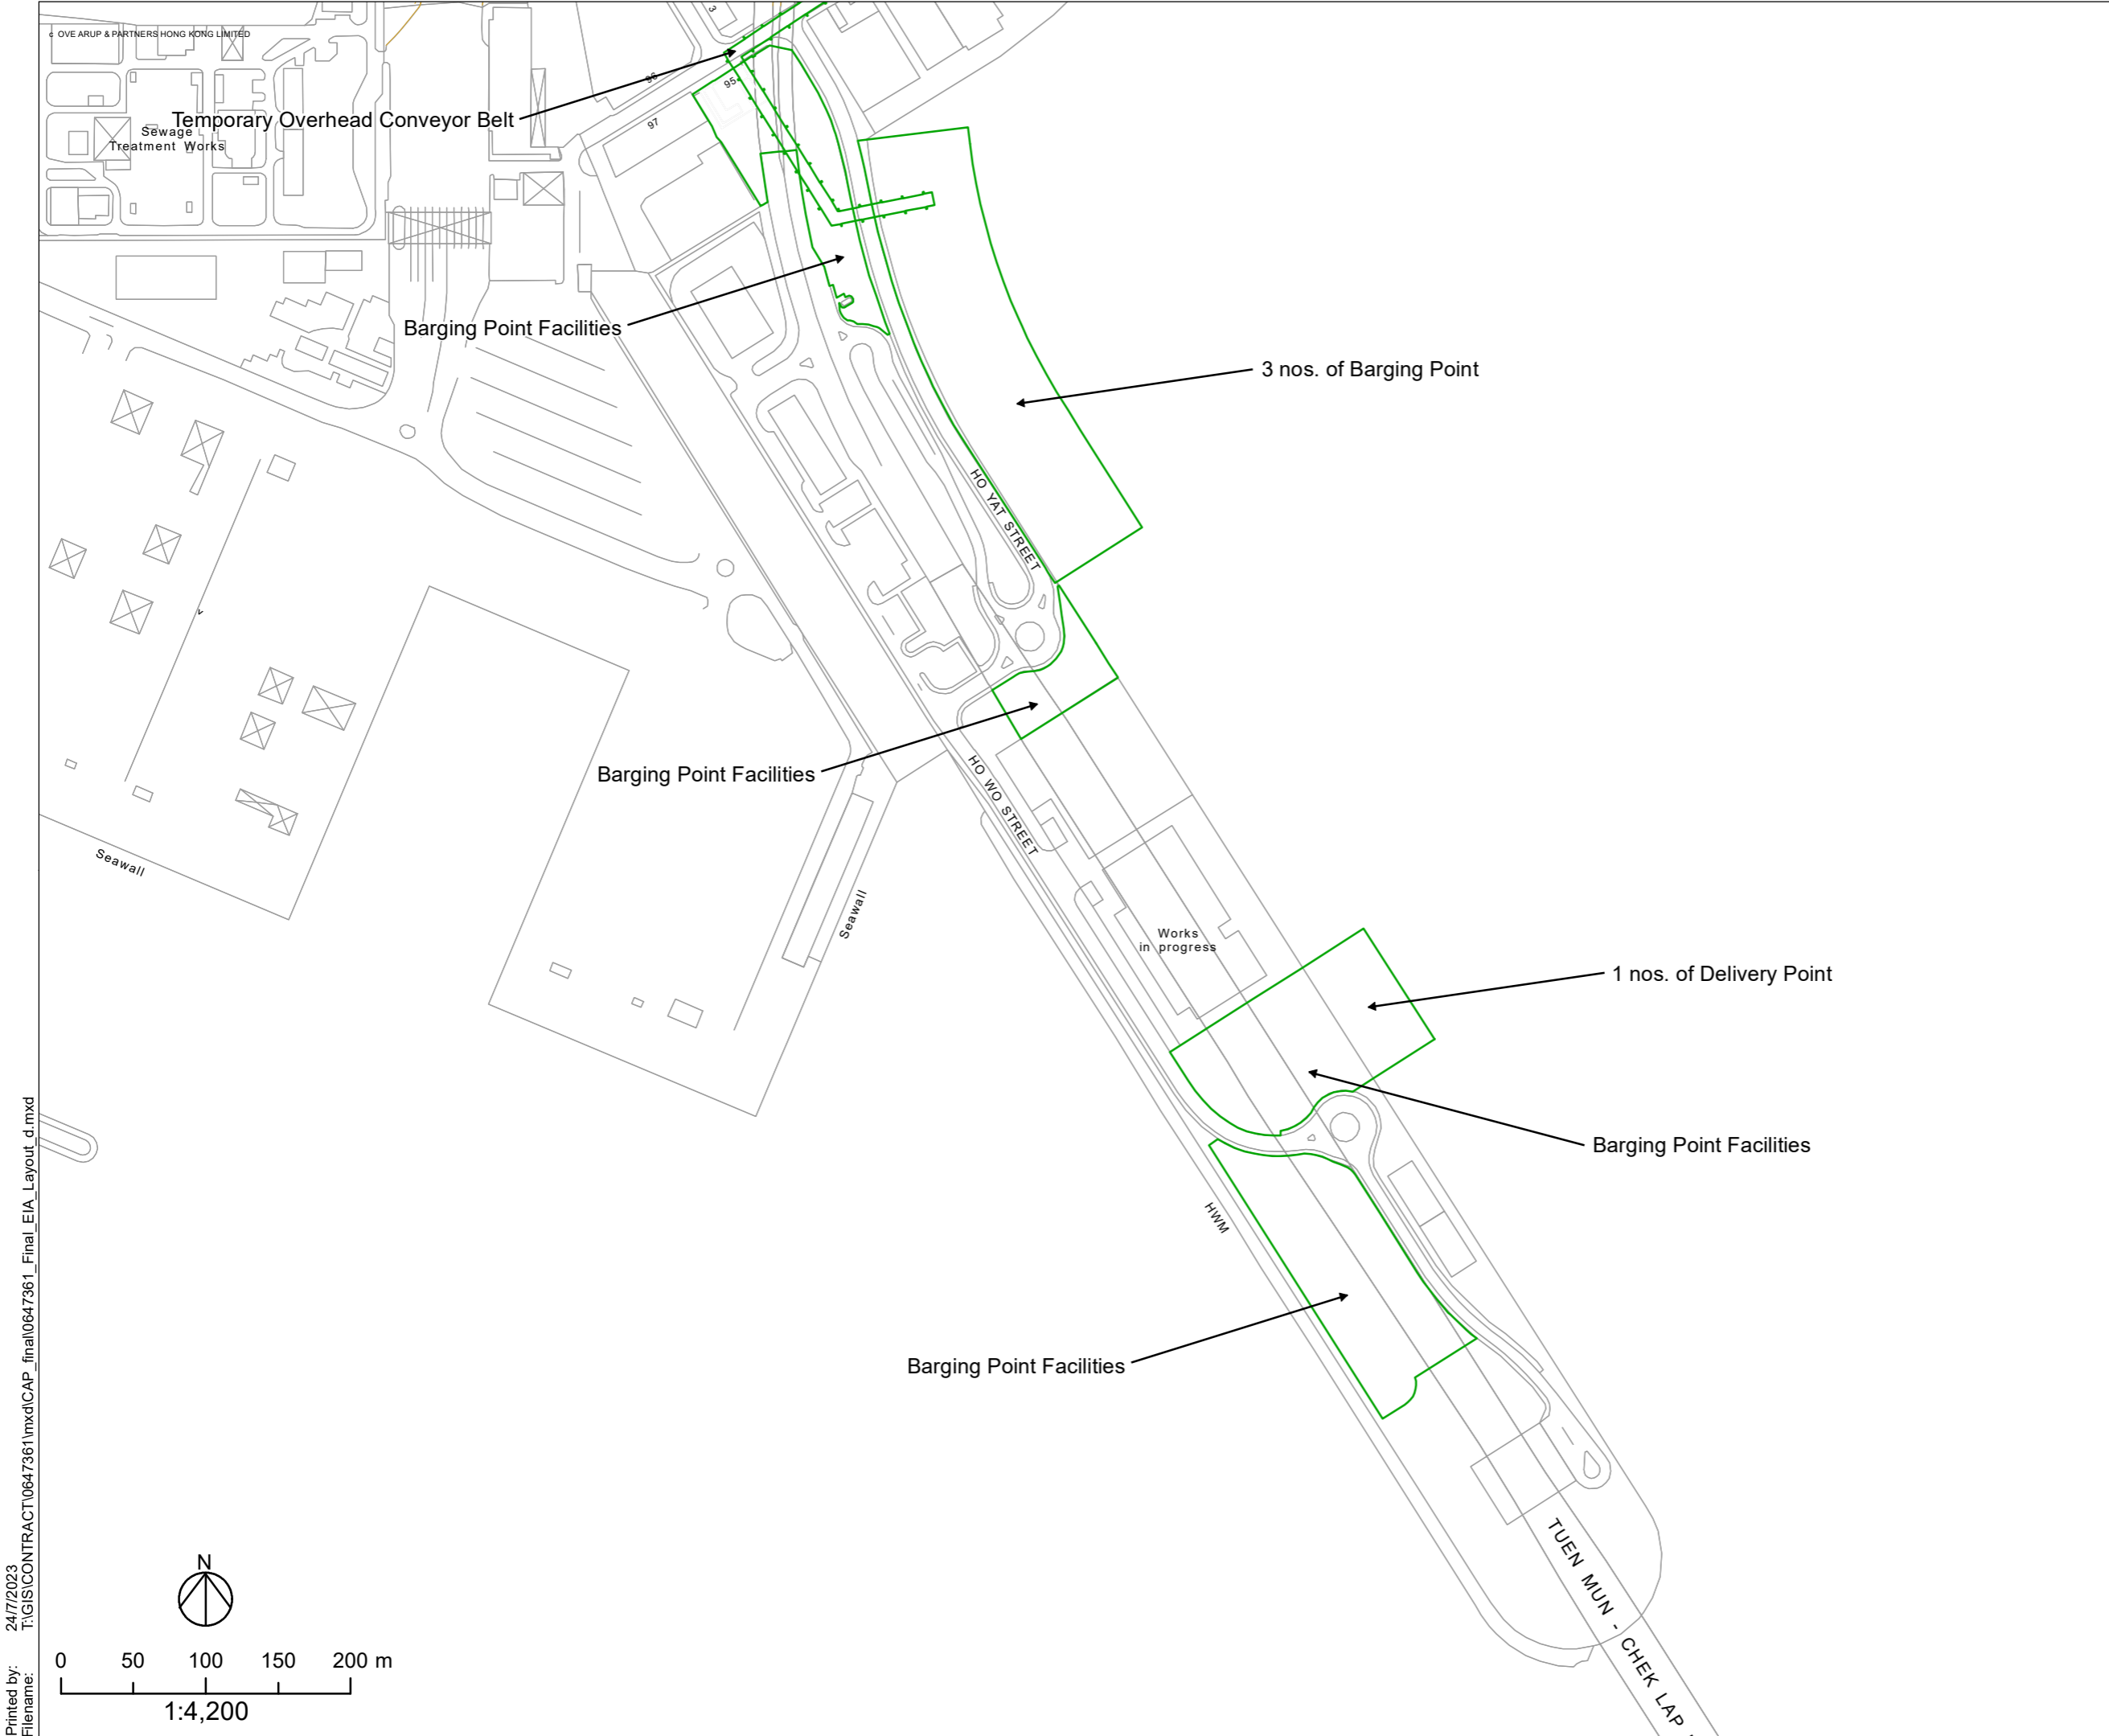 c OVE ARUP & PARTNERS HONG KONG LIMITED
3
96
95
97
Temporary Overhead Conveyor Belt
Sewage
Treatment Works
Barging Point Facilities
3 nos. of Barging Point
HO YAT STREET
Barging Point Facilities
HO WO STREET
Seawall
Seawall
Works
in progress
1 nos. of Delivery Point
Barging Point Facilities
HWM
Barging Point Facilities
TUEN MUN - CHEK LAP
N
0 50 100 150 200 m
1:4,200
Printed by: 24/7/2023
Filename: T:\GIS\CONTRACT\0647361\mxd\CAP_final\0647361_Final_EIA_Layout_d.mxd